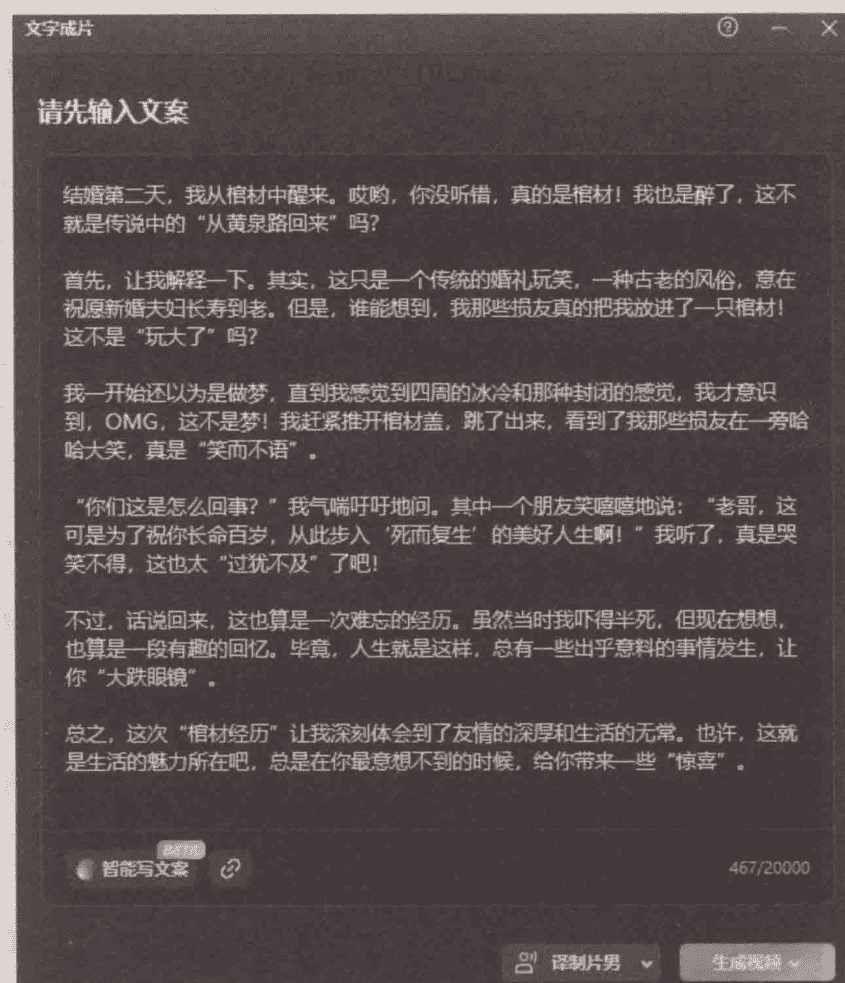 文字成片
请先输入文案
结婚第二天，我从棺材中醒来。哎哟，你没听错，真的是棺材！我也是醉了，这不
就是传说中的“从黄泉路回来”吗？
首先，让我解释一下。其实，这只是一个传统的婚礼玩笑，一种古老的风俗，意在
祝愿新婚夫妇长寿到老。但是，谁能想到，我那些损友真的把我放进了一只棺材！
这不是“玩大了”吗？
我一开始还以为是做梦，直到我感觉到四周的冰冷和那种封闭的感觉，我才意识
到，OMG，这不是梦！我赶紧推开棺材盖，跳了出来，看到了我那些损友在一旁哈
哈大笑，真是“笑而不语”。
“你们这是怎么回事？”我气喘吁吁地问。其中一个朋友笑嘻嘻地说：“老哥，这
可是为了祝你长命百岁，从此步入‘死而复生’的美好人生啊！”我听了，真是哭
笑不得，这也太“过犹不及”了吧！
不过，话说回来，这也算是一次难忘的经历。虽然当时我吓得半死，但现在想想，
也算是一段有趣的回忆。毕竟，人生就是这样，总有一些出乎意料的事情发生，让
你“大跌眼镜”。
总之，这次“棺材经历”让我深刻体会到了友情的深厚和生活的无常。也许，这就
是生活的魅力所在吧，总是在你最意想不到的时候，给你带来一些“惊喜”。
BETA
智能写文案
467/20000
译制片男
生成视频